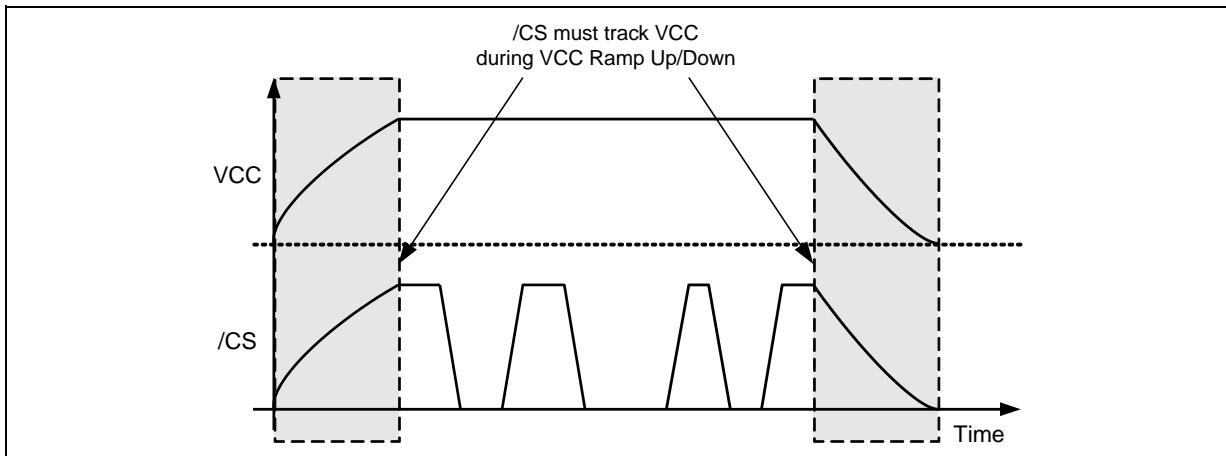 /CS must track VCC
during VCC Ramp Up/Down
VCC
/CS
Time